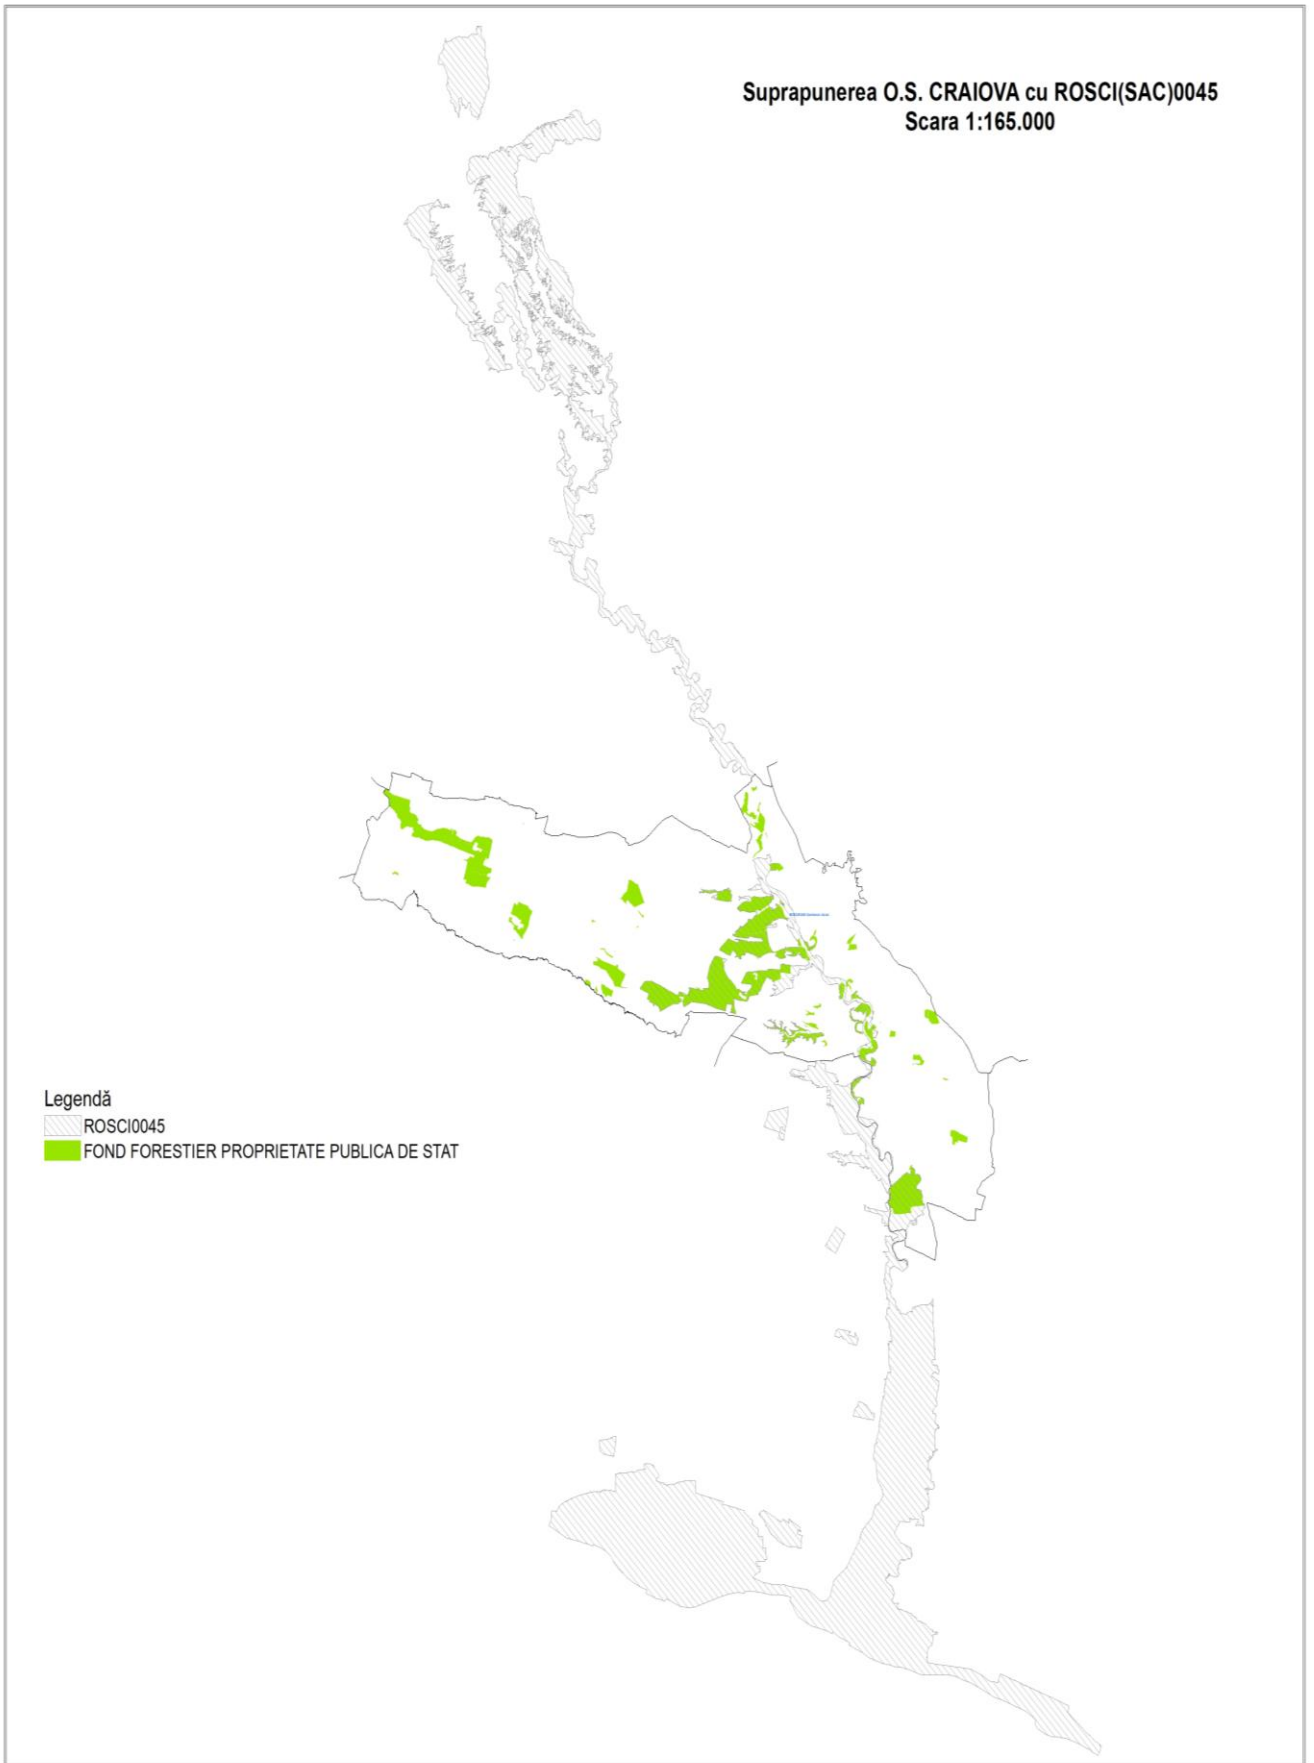 Suprapunerea O.S. CRAIOVA cu ROSCI(SAC)0045
Scara 1:165.000
Legendă
ROSCI0045
FOND FORESTIER PROPRIETATE PUBLICA DE STAT